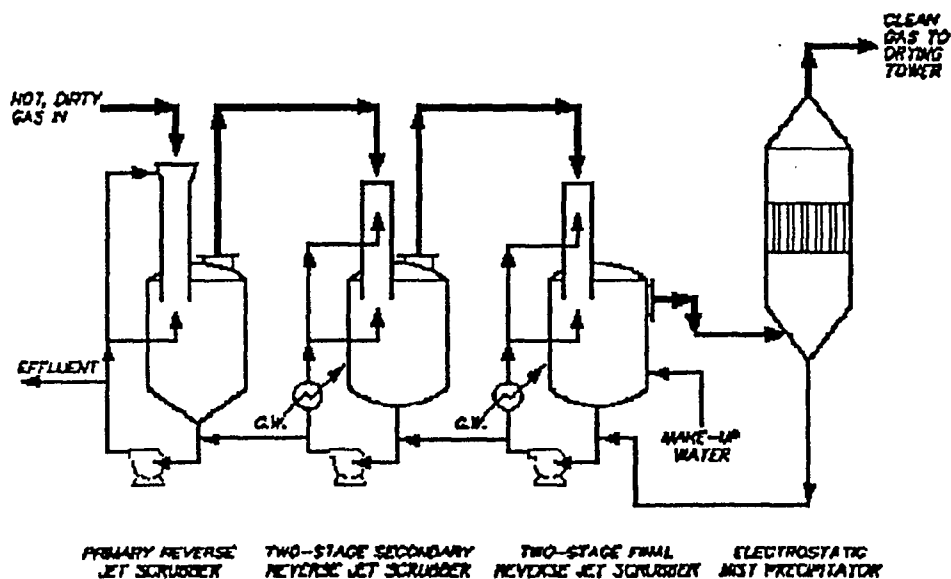 CLEAN
GAS TO
DRYING
TOWER
HOT, DIRTY
GAS IN
EFFLUENT
C.W.
C.W.
MAKE-UP
WATER
PRIMARY REVERSE
JET SCRUBBER
TWO-STAGE SECONDARY
REVERSE JET SCRUBBER
TWO-STAGE FINAL
REVERSE JET SCRUBBER
ELECTROSTATIC
MIST PRECIPITATOR